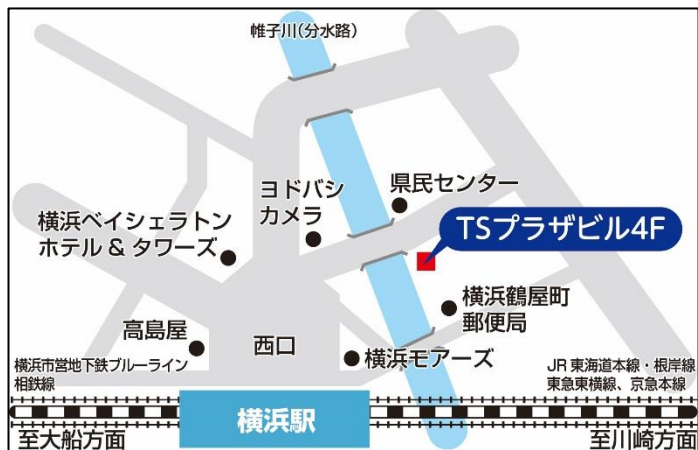 帷子川(分水路)
ヨドバシ
カメラ
県民センター
横浜ベイシェラトン
ホテル & タワーズ
TSプラザビル4F
横浜鶴屋町
郵便局
高島屋
西口
横浜モアーズ
横浜市営地下鉄ブルーライン
相鉄線
JR 東海道本線・根岸線
東急東横線、京急本線
横浜駅
至大船方面
至川崎方面